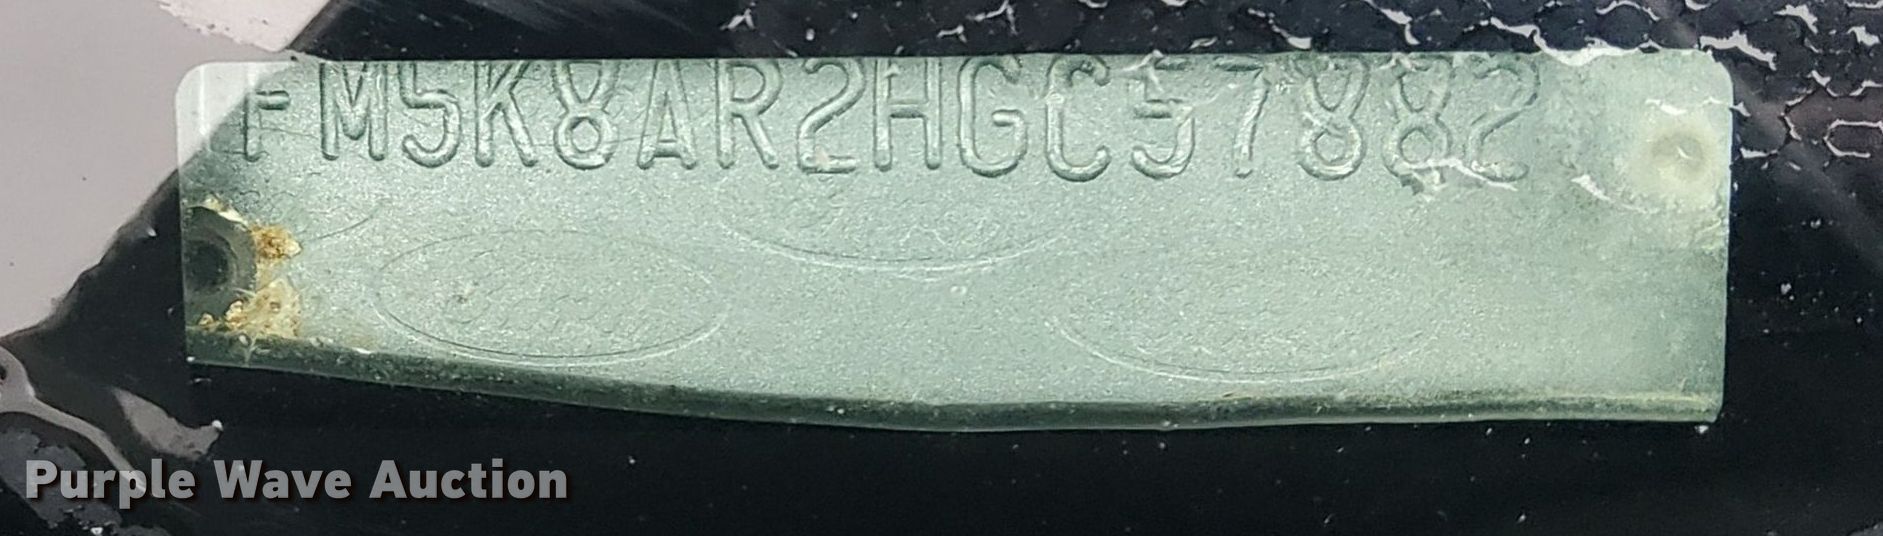 FM5K8AR2HGC57882
Purple Wave Auction